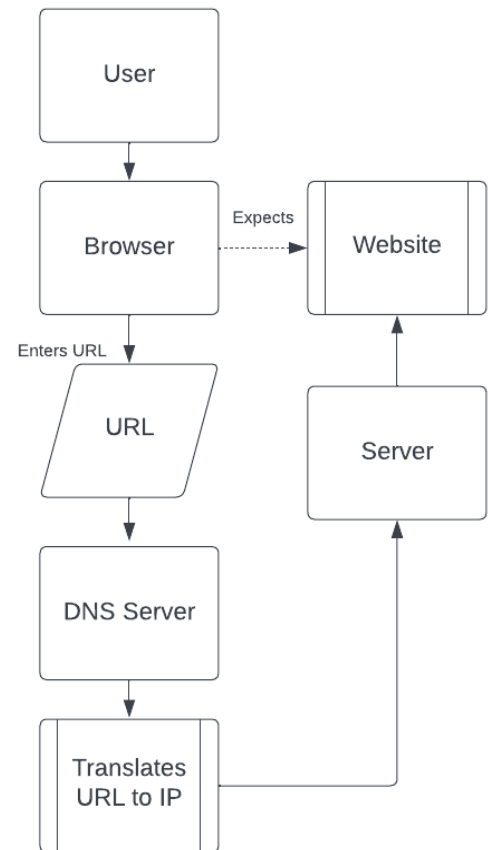 User
Browser
Expects
Website
Enters URL
URL
Server
DNS Server
Translates
URL to IP